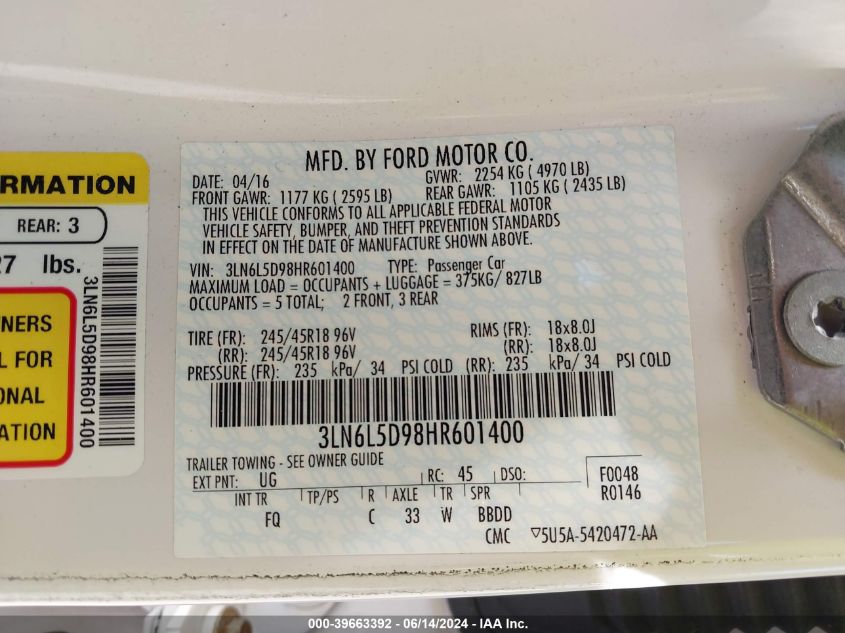 MFD. BY FORD MOTOR CO.
DATE: 04/16 GVWR: 2254 KG ( 4970 LB)
FRONT GAWR: 1177 KG ( 2595 LB) REAR GAWR: 1105 KG ( 2435 LB)
THIS VEHICLE CONFORMS TO ALL APPLICABLE FEDERAL MOTOR
VEHICLE SAFETY, BUMPER, AND THEFT PREVENTION STANDARDS
IN EFFECT ON THE DATE OF MANUFACTURE SHOWN ABOVE.
VIN: 3LN6L5D98HR601400 TYPE: Passenger Car
MAXIMUM LOAD = OCCUPANTS + LUGGAGE = 375KG/ 827LB
OCCUPANTS = 5 TOTAL; 2 FRONT, 3 REAR
TIRE (FR): 245/45R18 96V RIMS (FR): 18x8.0J
(RR): 245/45R18 96V (RR): 18x8.0J
PRESSURE (FR): 235 kPa/ 34 PSI COLD (RR): 235 kPa/ 34 PSI COLD
3LN6L5D98HR601400
TRAILER TOWING - SEE OWNER GUIDE
EXT PNT: UG RC: 45 DSO: F0048
INT TR TP/PS R AXLE TR SPR R0146
FQ C 33 W BBDD
CMC ▽5U5A-5420472-AA
RMATION
REAR: 3
27 lbs.
NERS
L FOR
ONAL
ATION
3LN6L5D98HR601400
000-39663392 - 06/14/2024 - IAA Inc.